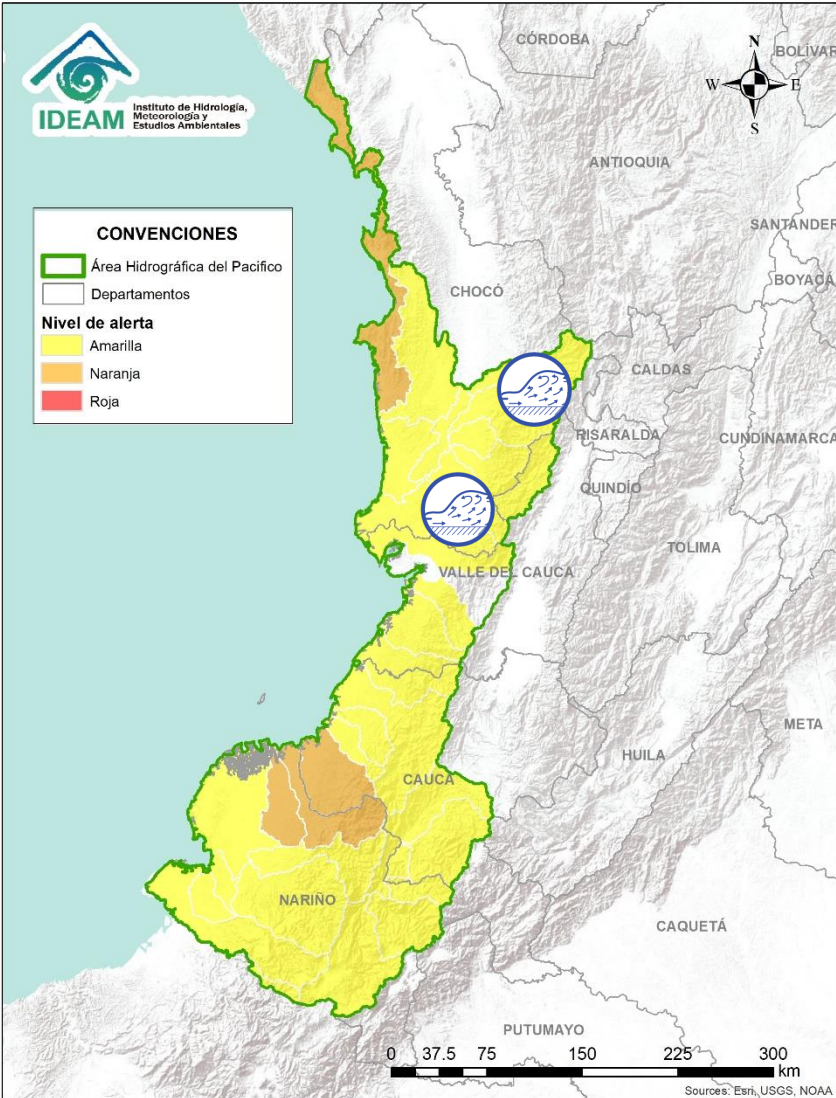 IDEAM
Instituto de Hidrología,
Meteorología y
Estudios Ambientales
CÓRDOBA
BOLÍVAR
N
W
E
S
ANTIOQUIA
SANTANDER
BOYACÁ
CONVENCIONES
Área Hidrográfica del Pacifico
Departamentos
Nivel de alerta
Amarilla
Naranja
Roja
CHOCÓ
CALDAS
RISARALDA
CUNDINAMARCA
QUINDÍO
TOLIMA
VALLE DEL CAUCA
META
HUILA
CAUCA
NARIÑO
CAQUETÁ
PUTUMAYO
0 37.5 75 150 225 300
km
Sources: Esri, USGS, NOAA